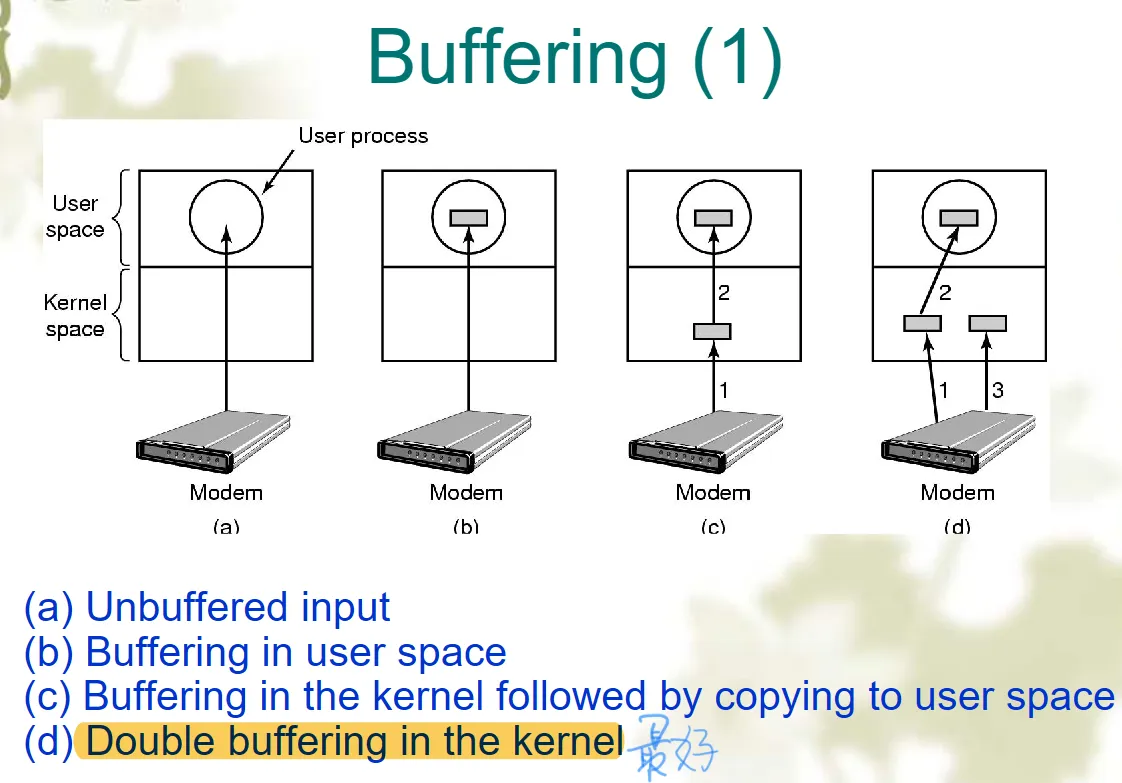 Buffering (1)
User process
User
space
Kernel
space
2
2
1
1
3
Modem
Modem
Modem
Modem
(a)
(b)
(c)
(d)
(a) Unbuffered input
(b) Buffering in user space
(c) Buffering in the kernel followed by copying to user space
(d) Double buffering in the kernel 最好